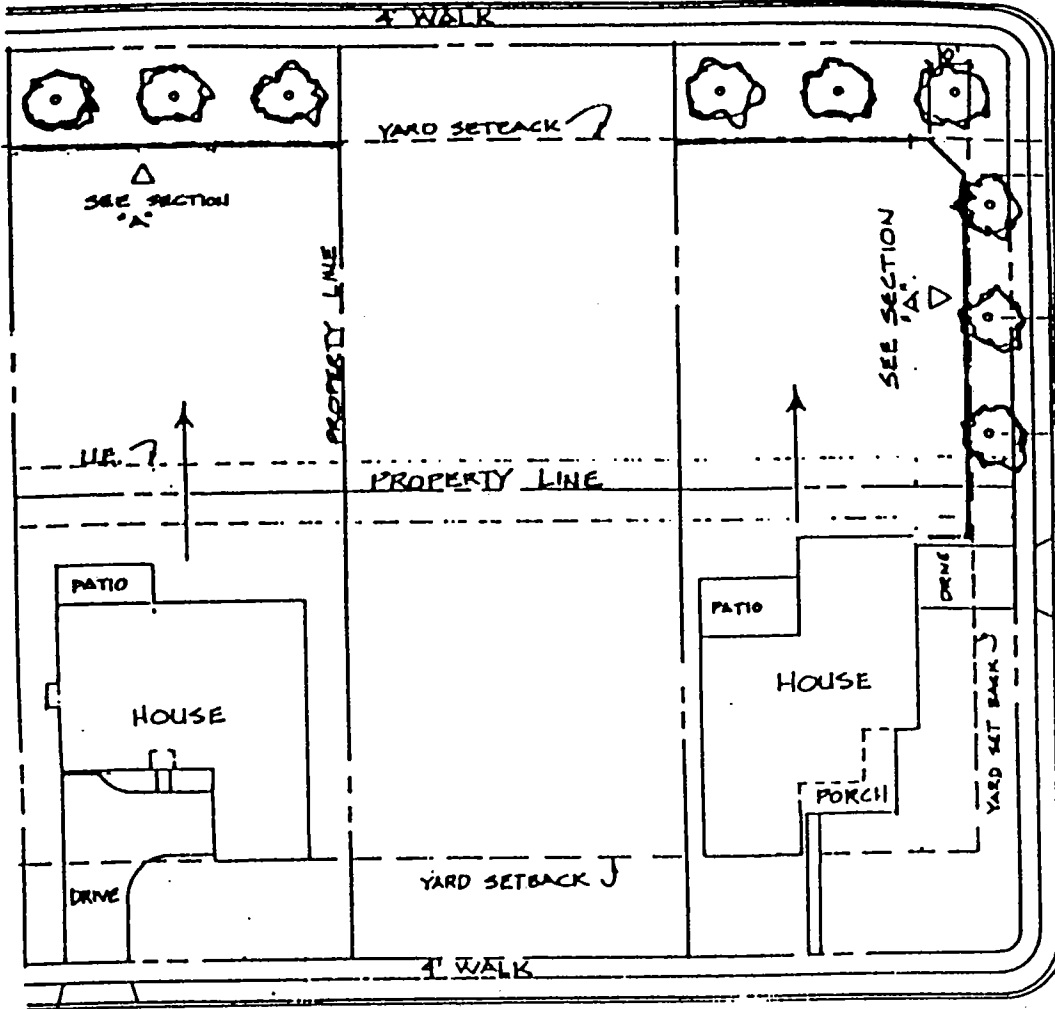 4' WALK
YARD SETBACK
SEE SECTION
"A"
PROPERTY LINE
SEE SECTION
"A"
U.E.
PROPERTY LINE
PATIO
PATIO
DRIVE
HOUSE
HOUSE
YARD SET BACK
PORCH
YARD SETBACK
DRIVE
4' WALK